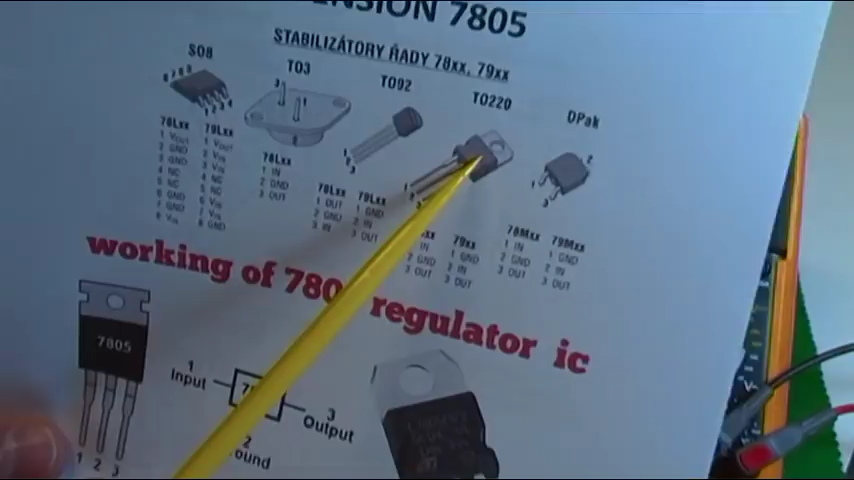 7805
STABILIZÁTORY ŘADY 78xx, 79xx
SO8
TO3
TO92
TO220
DPak
78Lxx 79Lxx
1 VOUT 1 VOUT
2 GND 2 VIN
3 GND 3 VIN
4 NC 4 NC
5 NC 5 NC
6 GND 6 VIN
7 GND 7 VIN
8 VIN 8 GND
78Lxx
1 IN
2 GND
3 OUT
78Lxx 79Lxx
1 OUT 1 GND
2 GND 2 IN
3 IN 3 OUT
79xx
IN 1 GND
2 GND 2 IN
3 OUT 3 OUT
78Mxx 79Mxx
1 IN 1 GND
2 GND 2 IN
3 OUT 3 OUT
working of 780 regulator ic
7805
1 2 3
1
Input
3
Output
2